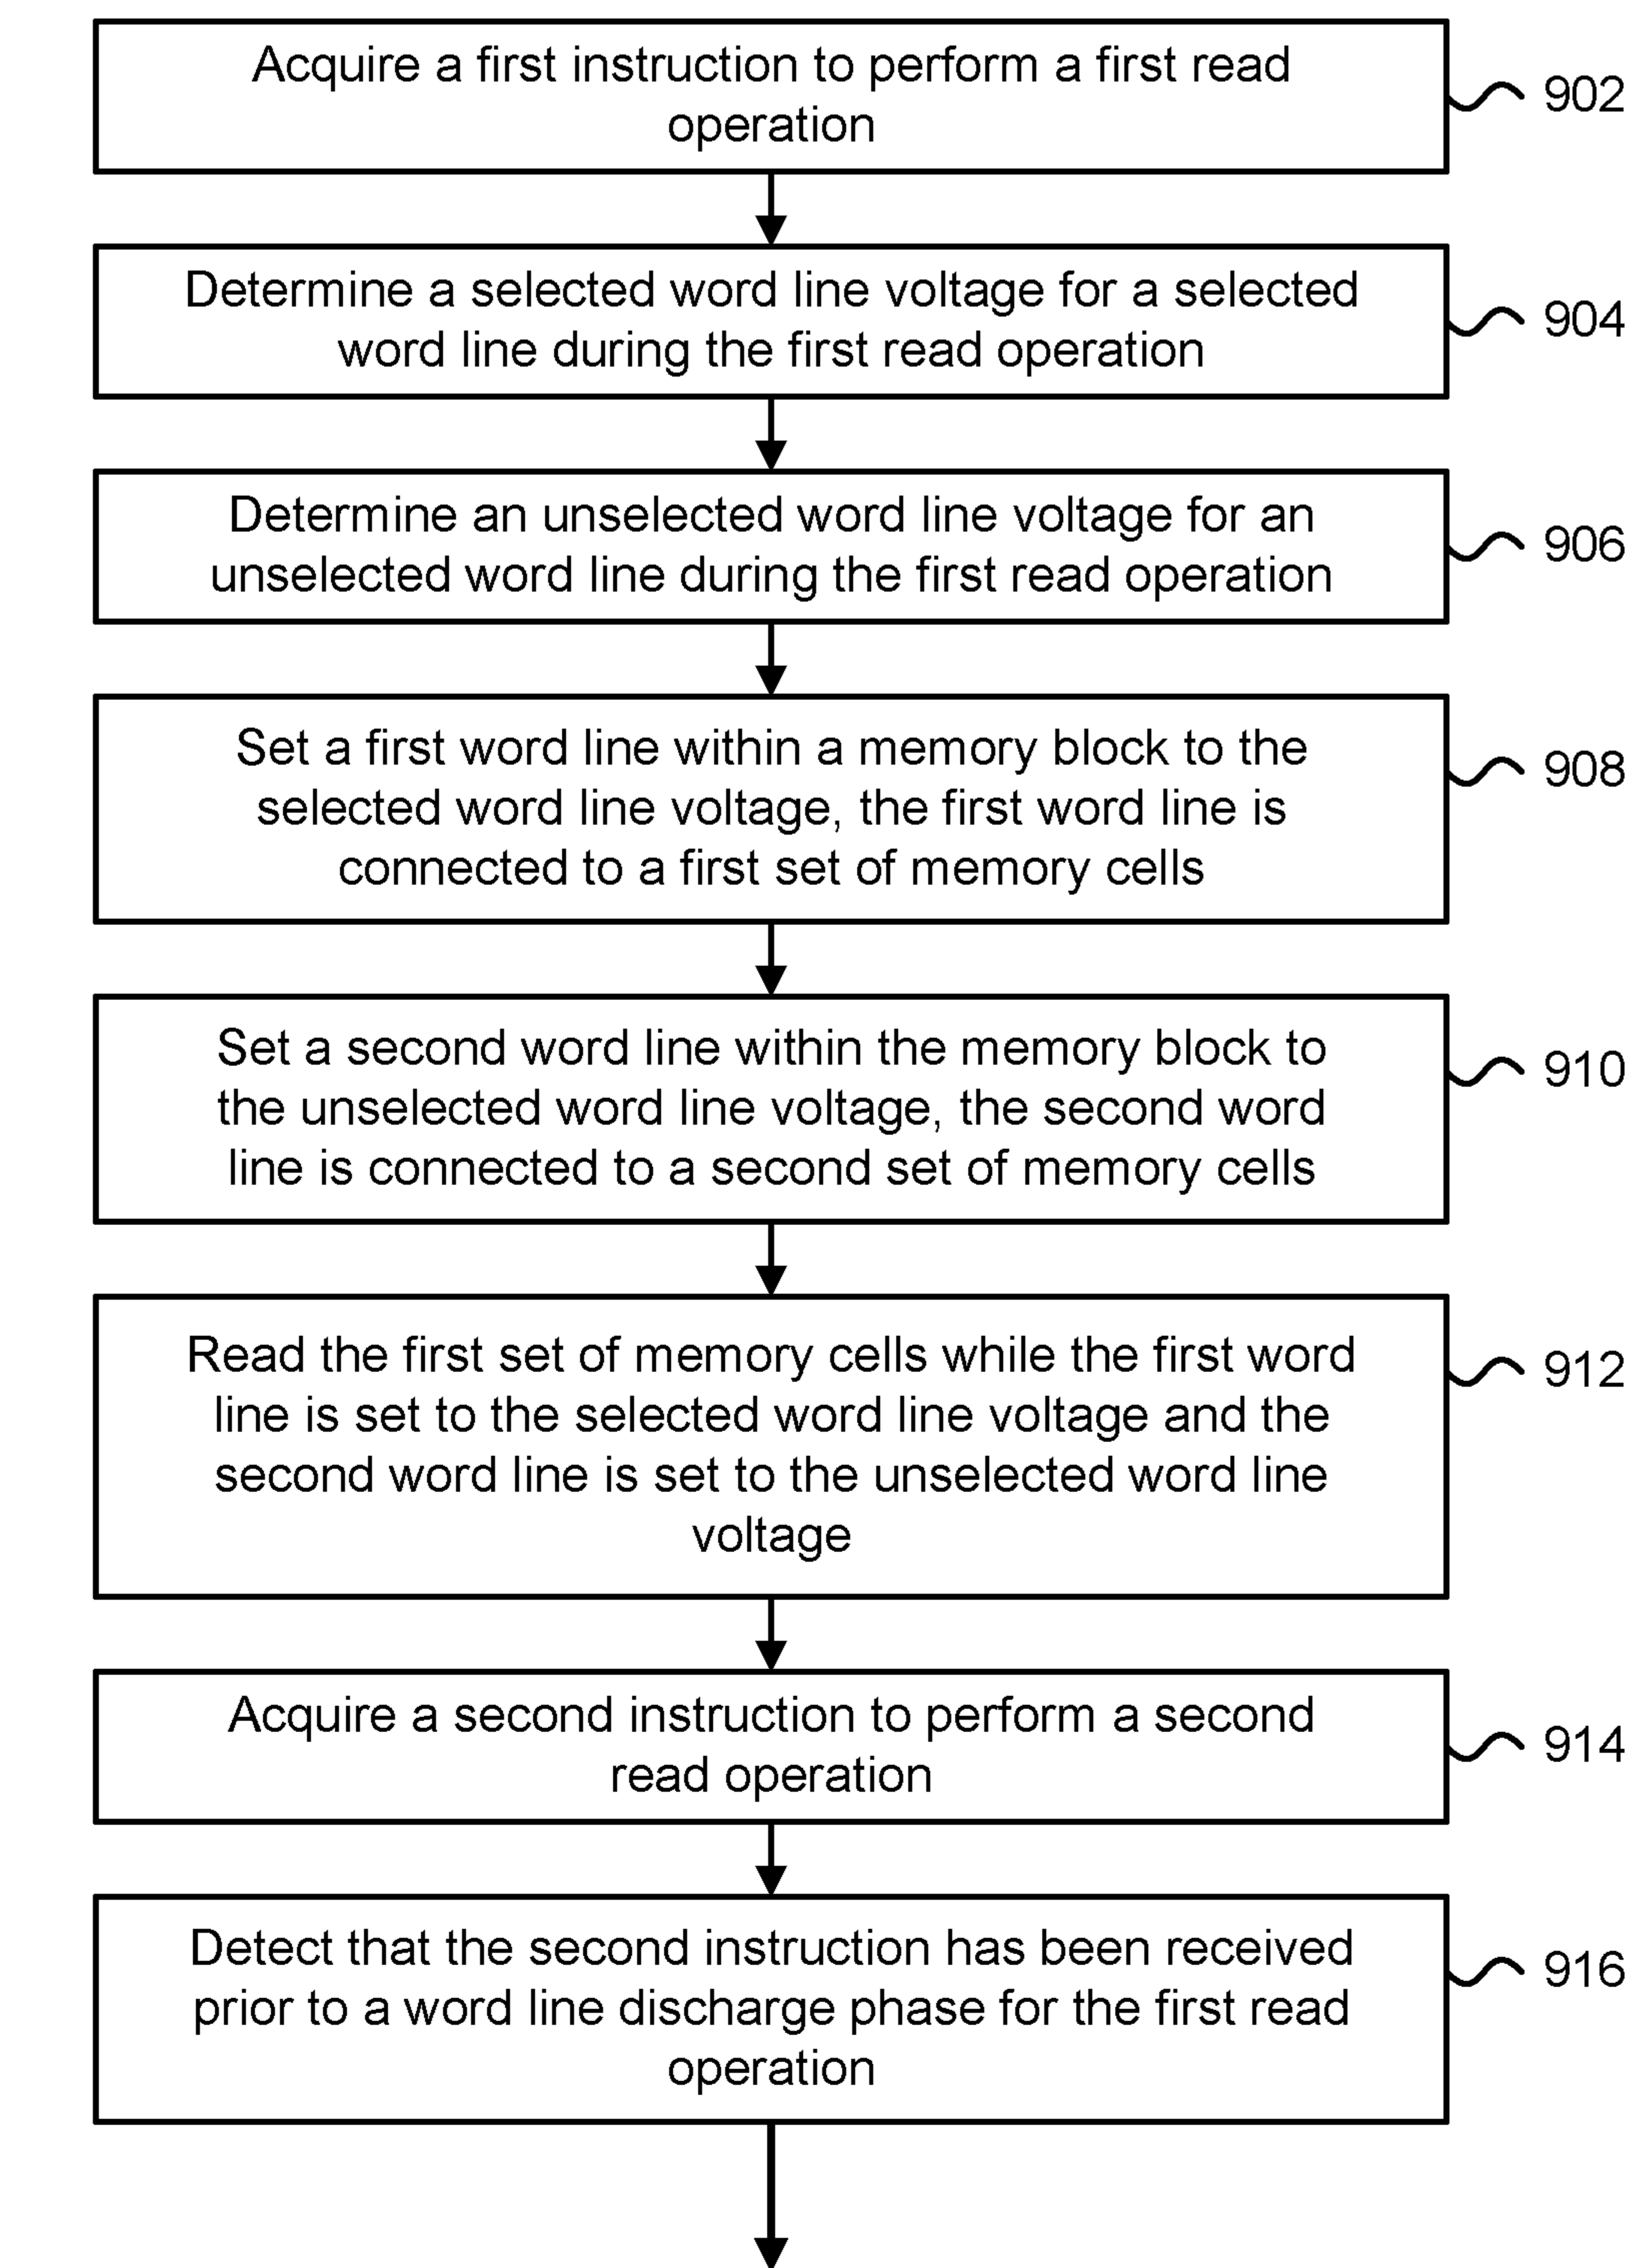 Acquire a first instruction to perform a first read
operation
902
Determine a selected word line voltage for a selected
word line during the first read operation
904
Determine an unselected word line voltage for an
unselected word line during the first read operation
906
Set a first word line within a memory block to the
selected word line voltage, the first word line is
connected to a first set of memory cells
908
Set a second word line within the memory block to
the unselected word line voltage, the second word
line is connected to a second set of memory cells
910
Read the first set of memory cells while the first word
line is set to the selected word line voltage and the
second word line is set to the unselected word line
voltage
912
Acquire a second instruction to perform a second
read operation
914
Detect that the second instruction has been received
prior to a word line discharge phase for the first read
operation
916